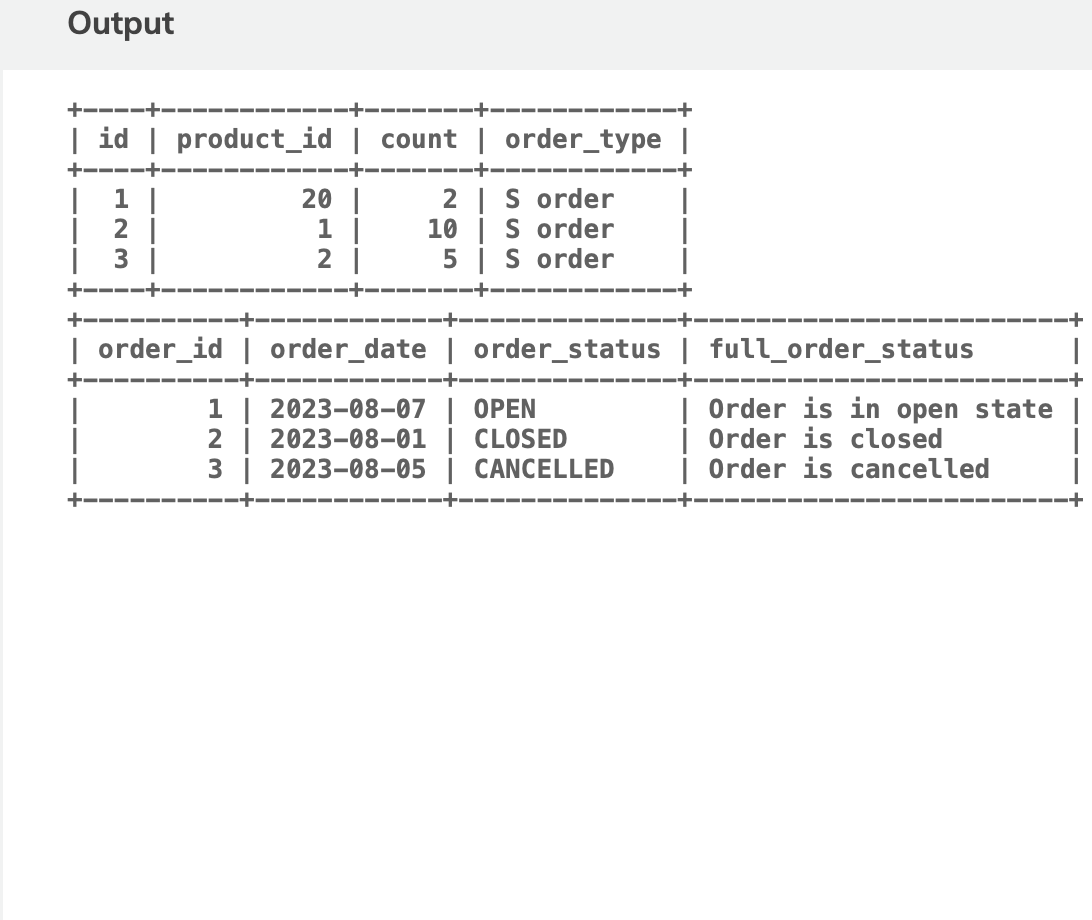 Output
+----+------------+-------+------------+
| id | product_id | count | order_type |
+----+------------+-------+------------+
|  1 |         20 |     2 | S order    |
|  2 |          1 |    10 | S order    |
|  3 |          2 |     5 | S order    |
+----+------------+-------+------------+
+----------+------------+--------------+------------------------+
| order_id | order_date | order_status | full_order_status      |
+----------+------------+--------------+------------------------+
|        1 | 2023-08-07 | OPEN         | Order is in open state |
|        2 | 2023-08-01 | CLOSED       | Order is closed        |
|        3 | 2023-08-05 | CANCELLED    | Order is cancelled     |
+----------+------------+--------------+------------------------+